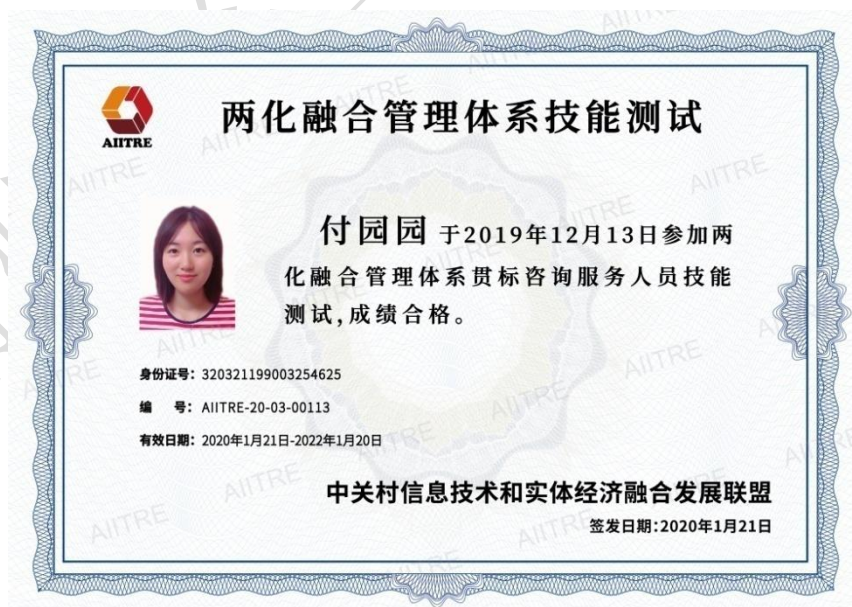 AIITRE
两化融合管理体系技能测试
付园园 于2019年12月13日参加两
化融合管理体系贯标咨询服务人员技能
测试,成绩合格。
身份证号: 320321199003254625
编 号: AIITRE-20-03-00113
有效日期: 2020年1月21日-2022年1月20日
中关村信息技术和实体经济融合发展联盟
签发日期:2020年1月21日